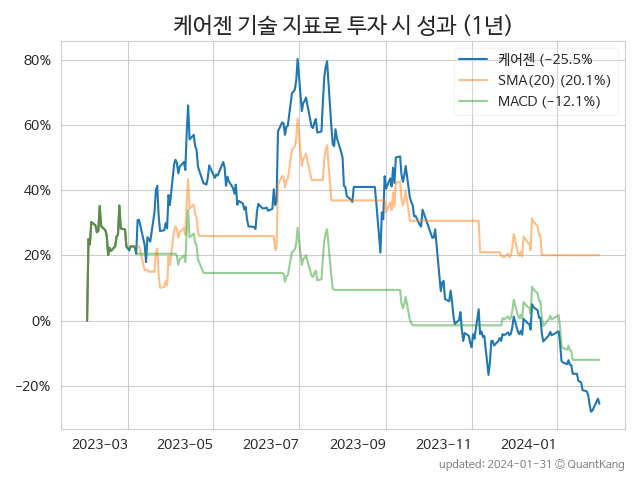 케어젠 기술 지표로 투자 시 성과 (1년)
케어젠 (−25.5%
SMA(20) (20.1%)
MACD (−12.1%)
80%
60%
40%
20%
0%
−20%
2023-03
2023-05
2023-07
2023-09
2023-11
2024-01
updated: 2024-01-31 © QuantKang